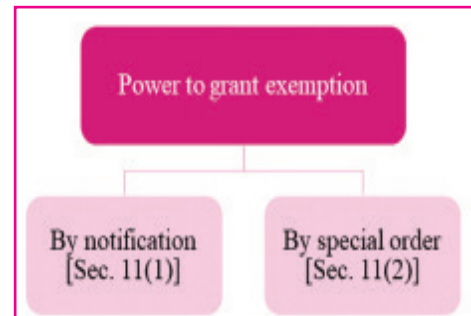 Power to grant exemption
By notification
[Sec. 11(1)]
By special order
[Sec. 11(2)]